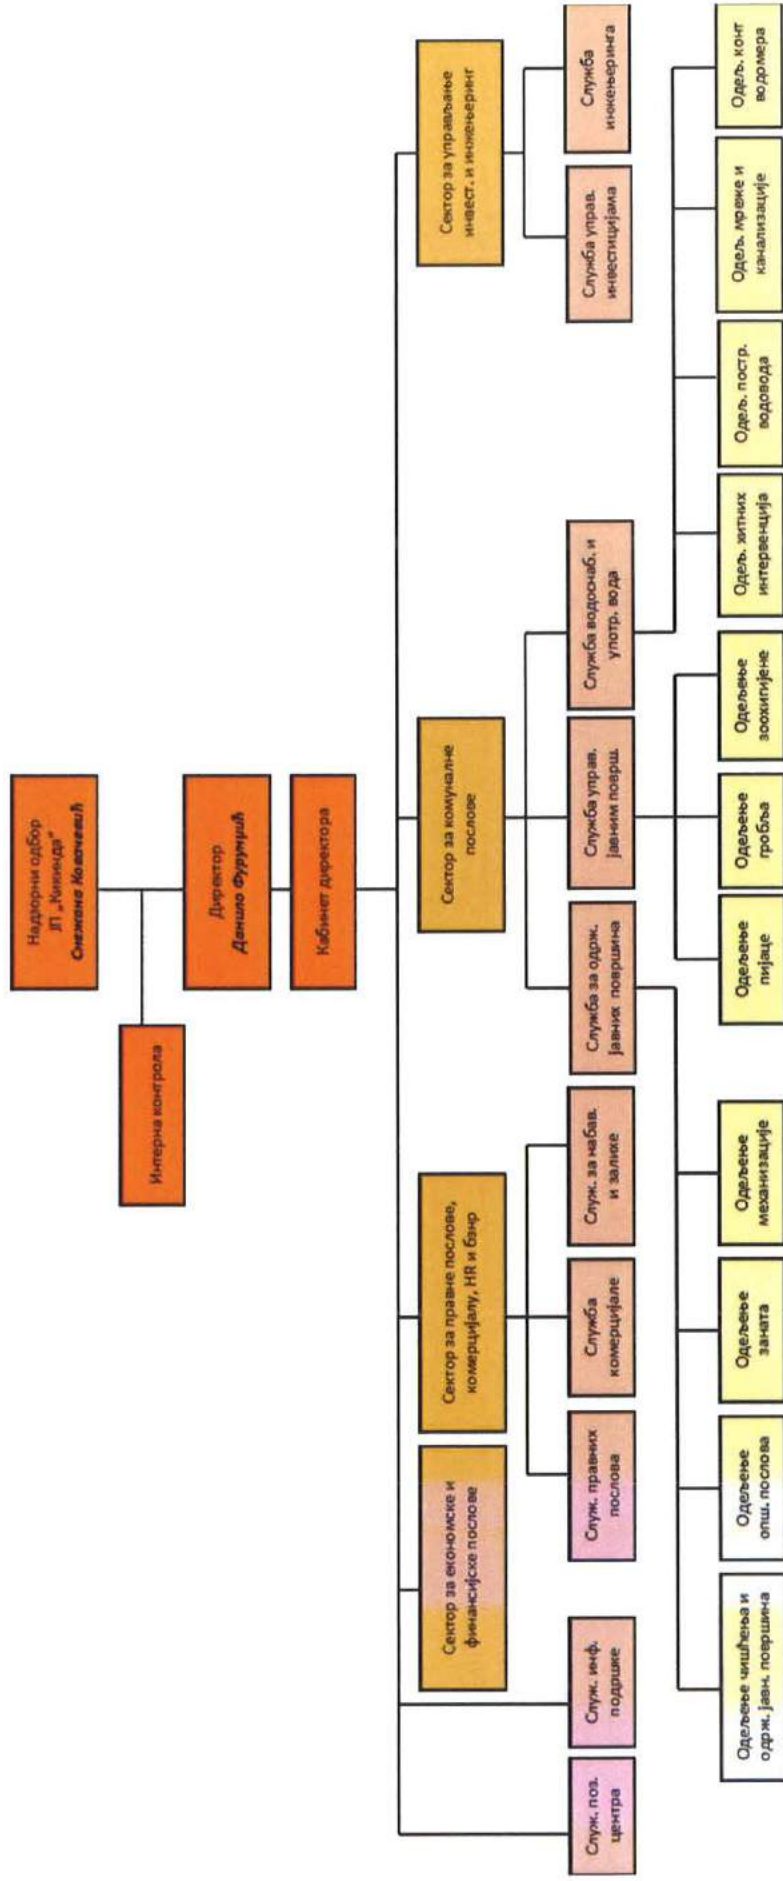 Надзорни одбор
ЈП „Кикинда“
Снежана Ковачевић
Интерна контрола
Директор
Данило Фурунџић
Кабинет директора
Сектор за економске и
финансијске послове
Сектор за правне послове,
комерцијалу, HR и бзнр
Сектор за комуналне
послове
Сектор за управљање
инвест. и инжењеринг
Служ. поз.
центра
Служ. инф.
подршке
Служ. правних
послова
Служба
комерцијале
Служ. за набав.
и залихе
Служба за одрж.
јавних површина
Служба управ.
јавним површ.
Служба водоснаб. и
употр. вода
Служба управ.
инвестицијама
Служба
инжењеринга
Одељење чишћења и
одрж. јавн. површина
Одељење
опш. послова
Одељење
заната
Одељење
механизације
Одељење
пијаце
Одељење
гробља
Одељење
зоохигијене
Одељ. хитних
интервенција
Одељ. постр.
водовода
Одељ. мреже и
канализације
Одељ. конт
водомера